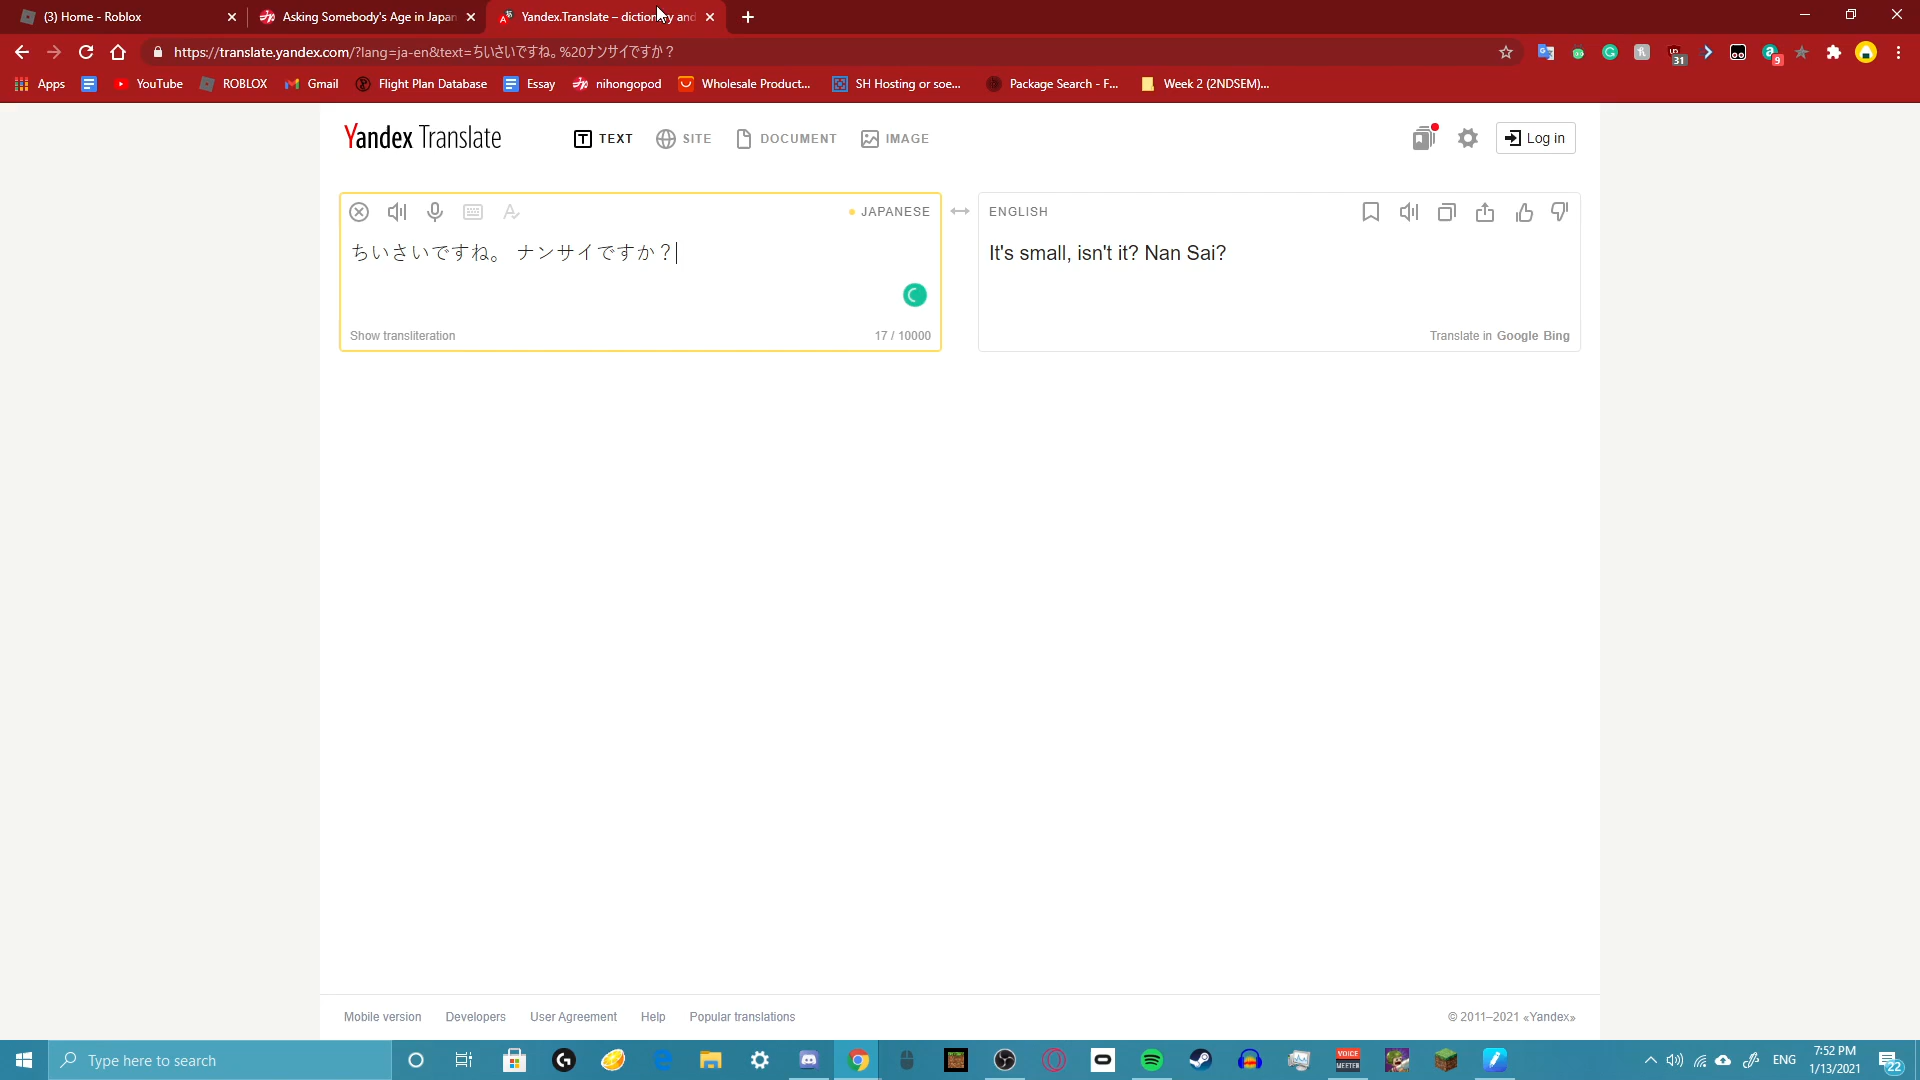 (3) Home - Roblox
Asking Somebody's Age in Japan
Yandex.Translate – dictionary and
https://translate.yandex.com/?lang=ja-en&text=ちいさいですね。%20ナンサイですか？
31
9
Apps
YouTube
ROBLOX
Gmail
Flight Plan Database
Essay
nihongopod
Wholesale Product...
SH Hosting or soe...
Package Search - F...
Week 2 (2NDSEM)...
Yandex Translate
TEXT
SITE
DOCUMENT
IMAGE
Log in
JAPANESE
ENGLISH
ちいさいですね。 ナンサイですか？
It's small, isn't it? Nan Sai?
Show transliteration
17 / 10000
Translate in Google Bing
Mobile version
Developers
User Agreement
Help
Popular translations
© 2011–2021 «Yandex»
Type here to search
VOICE
MEETER
ENG
7:52 PM
1/13/2021
22